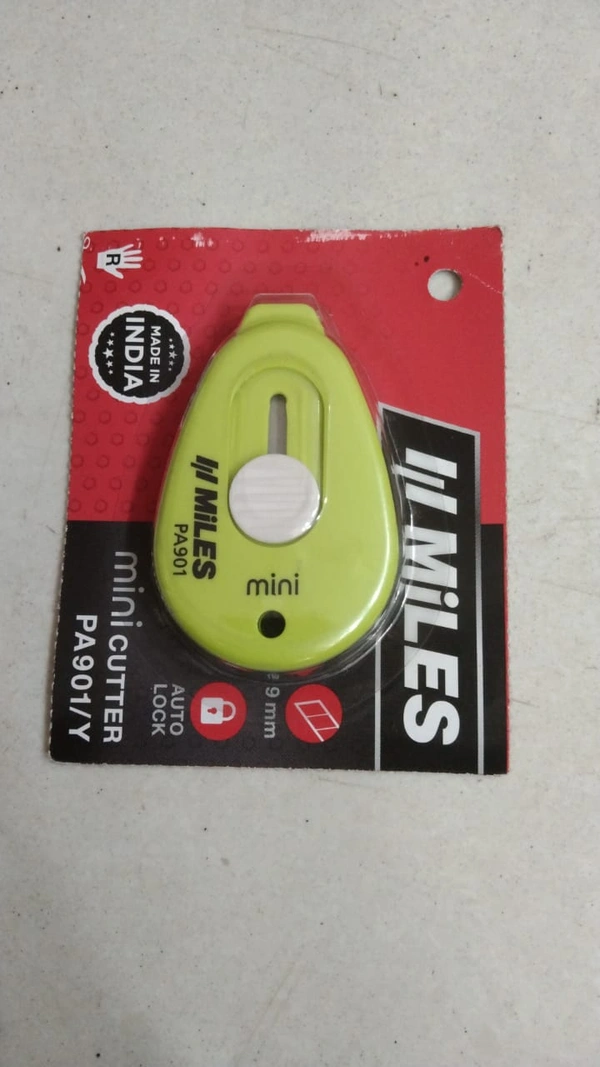 MiLES
MADE IN
INDIA
R
MiLES
PA901
mini
9 mm
AUTO
LOCK
mini CUTTER
PA901/Y